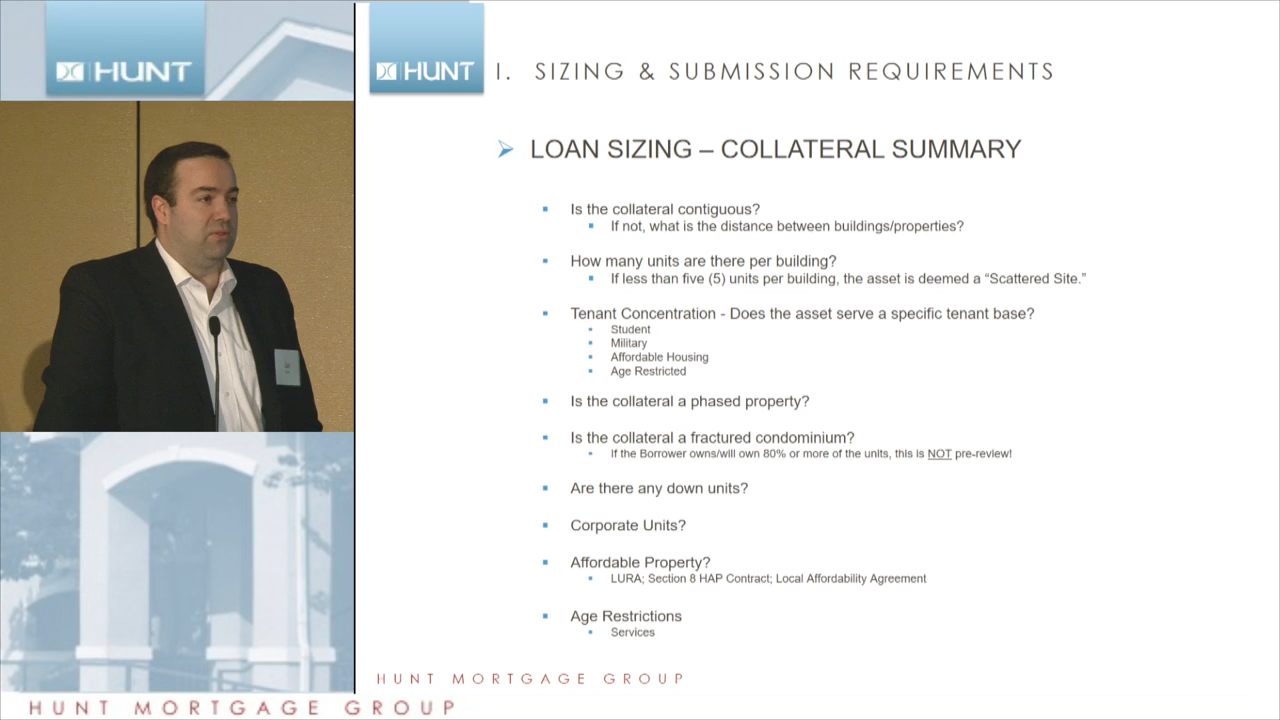 HUNT
HUNT
I. SIZING & SUBMISSION REQUIREMENTS
LOAN SIZING – COLLATERAL SUMMARY
Is the collateral contiguous?
If not, what is the distance between buildings/properties?
How many units are there per building?
If less than five (5) units per building, the asset is deemed a “Scattered Site.”
Tenant Concentration - Does the asset serve a specific tenant base?
Student
Military
Affordable Housing
Age Restricted
Is the collateral a phased property?
Is the collateral a fractured condominium?
If the Borrower owns/will own 80% or more of the units, this is NOT pre-review!
Are there any down units?
Corporate Units?
Affordable Property?
LURA; Section 8 HAP Contract; Local Affordability Agreement
Age Restrictions
Services
HUNT MORTGAGE GROUP
HUNT MORTGAGE GROUP